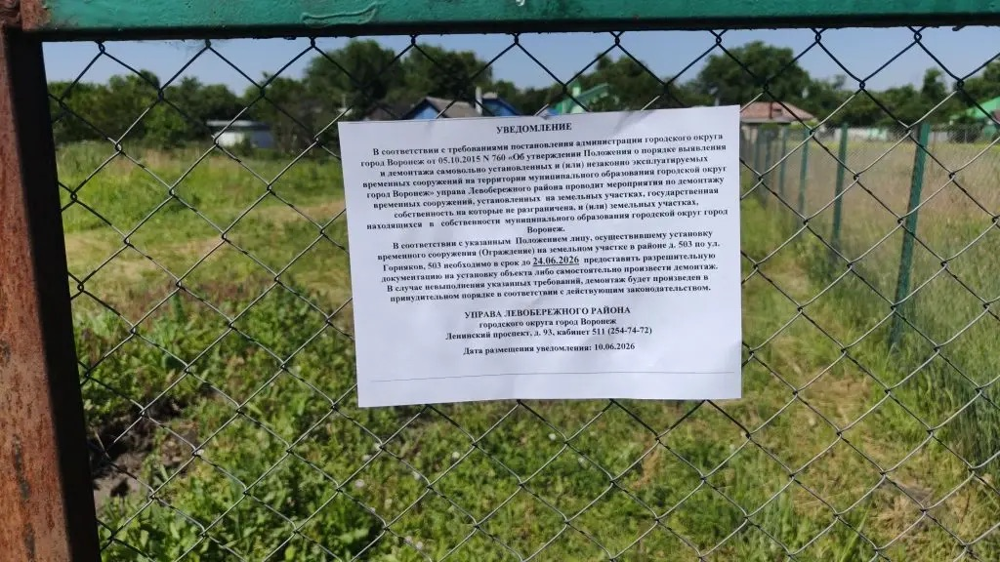 УВЕДОМЛЕНИЕ
В соответствии с требованиями постановления администрации городского округа
город Воронеж от 05.10.2015 N 760 «Об утверждении Положения о порядке выявления
и демонтажа самовольно установленных и (или) незаконно эксплуатируемых
временных сооружений на территории муниципального образования городской округ
город Воронеж» управа Левобережного района проводит мероприятия по демонтажу
временных сооружений, установленных на земельных участках, государственная
собственность на которые не разграничена, и (или) земельных участках,
находящихся в собственности муниципального образования городской округ город
Воронеж.
В соответствии с указанным Положением лицу, осуществившему установку
временного сооружения (Ограждение) на земельном участке в районе д. 503 по ул.
Горняков, 503 необходимо в срок до 24.06.2026 предоставить разрешительную
документацию на установку объекта либо самостоятельно произвести демонтаж.
В случае невыполнения указанных требований, демонтаж будет произведен в
принудительном порядке в соответствии с действующим законодательством.
УПРАВА ЛЕВОБЕРЕЖНОГО РАЙОНА
городского округа город Воронеж
Ленинский проспект, д. 93, кабинет 511 (254-74-72)
Дата размещения уведомления: 10.06.2026